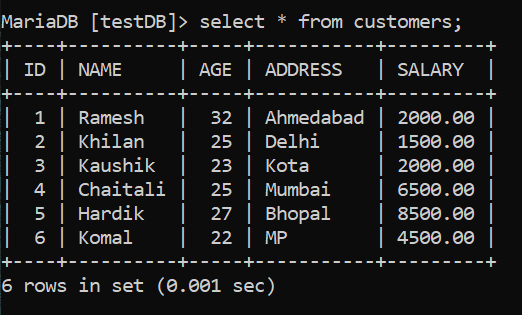 MariaDB [testDB]> select * from customers;
+----+----------+-----+-----------+---------+
| ID | NAME     | AGE | ADDRESS   | SALARY  |
+----+----------+-----+-----------+---------+
|  1 | Ramesh   |  32 | Ahmedabad | 2000.00 |
|  2 | Khilan   |  25 | Delhi     | 1500.00 |
|  3 | Kaushik  |  23 | Kota      | 2000.00 |
|  4 | Chaitali |  25 | Mumbai    | 6500.00 |
|  5 | Hardik   |  27 | Bhopal    | 8500.00 |
|  6 | Komal    |  22 | MP        | 4500.00 |
+----+----------+-----+-----------+---------+
6 rows in set (0.001 sec)